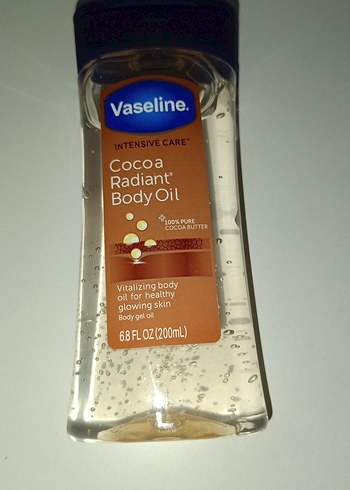 Vaseline.
INTENSIVE CARE™
Cocoa
Radiant®
Body Oil
100% PURE
COCOA BUTTER
Vitalizing body
oil for healthy
glowing skin
Body gel oil
6.8 FL OZ (200mL)